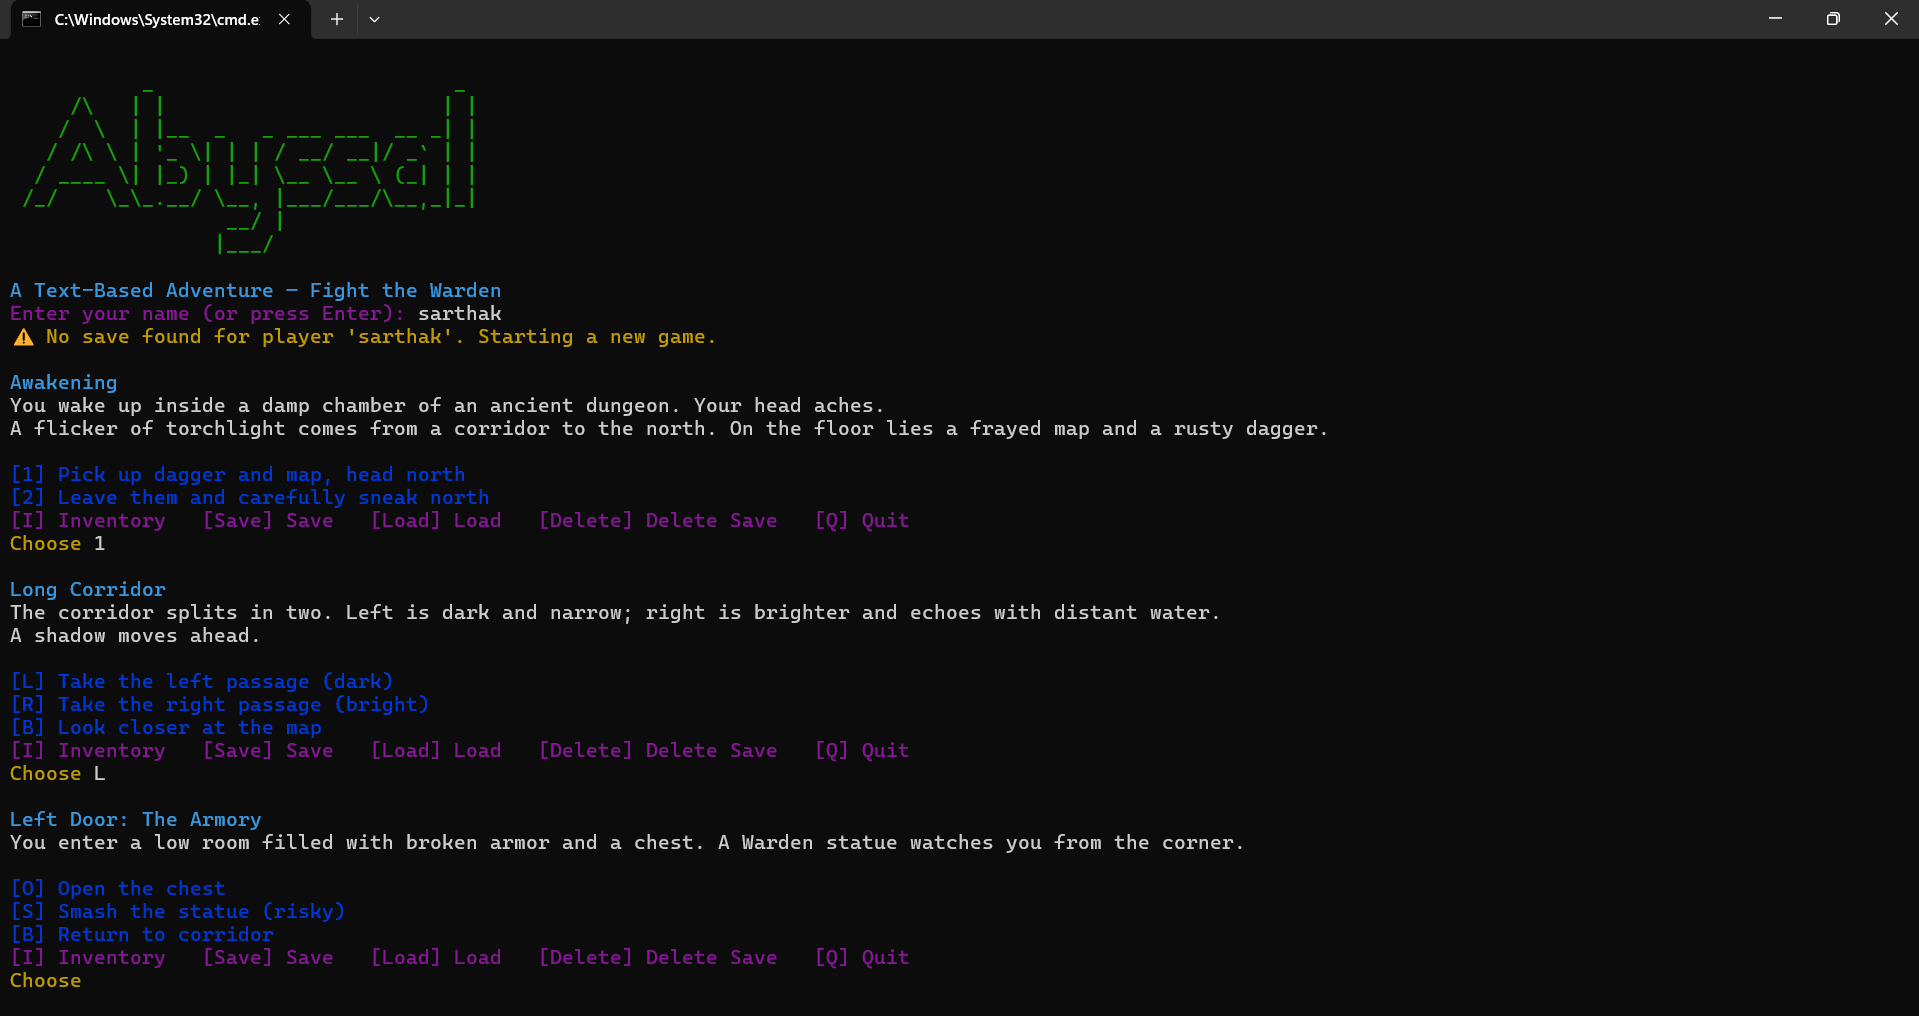 C:\Windows\System32\cmd.e
Abyssal
A Text-Based Adventure — Fight the Warden
Enter your name (or press Enter): sarthak
⚠ No save found for player 'sarthak'. Starting a new game.
Awakening
You wake up inside a damp chamber of an ancient dungeon. Your head aches.
A flicker of torchlight comes from a corridor to the north. On the floor lies a frayed map and a rusty dagger.
[1] Pick up dagger and map, head north
[2] Leave them and carefully sneak north
[I] Inventory   [Save] Save   [Load] Load   [Delete] Delete Save   [Q] Quit
Choose 1
Long Corridor
The corridor splits in two. Left is dark and narrow; right is brighter and echoes with distant water.
A shadow moves ahead.
[L] Take the left passage (dark)
[R] Take the right passage (bright)
[B] Look closer at the map
[I] Inventory   [Save] Save   [Load] Load   [Delete] Delete Save   [Q] Quit
Choose L
Left Door: The Armory
You enter a low room filled with broken armor and a chest. A Warden statue watches you from the corner.
[O] Open the chest
[S] Smash the statue (risky)
[B] Return to corridor
[I] Inventory   [Save] Save   [Load] Load   [Delete] Delete Save   [Q] Quit
Choose